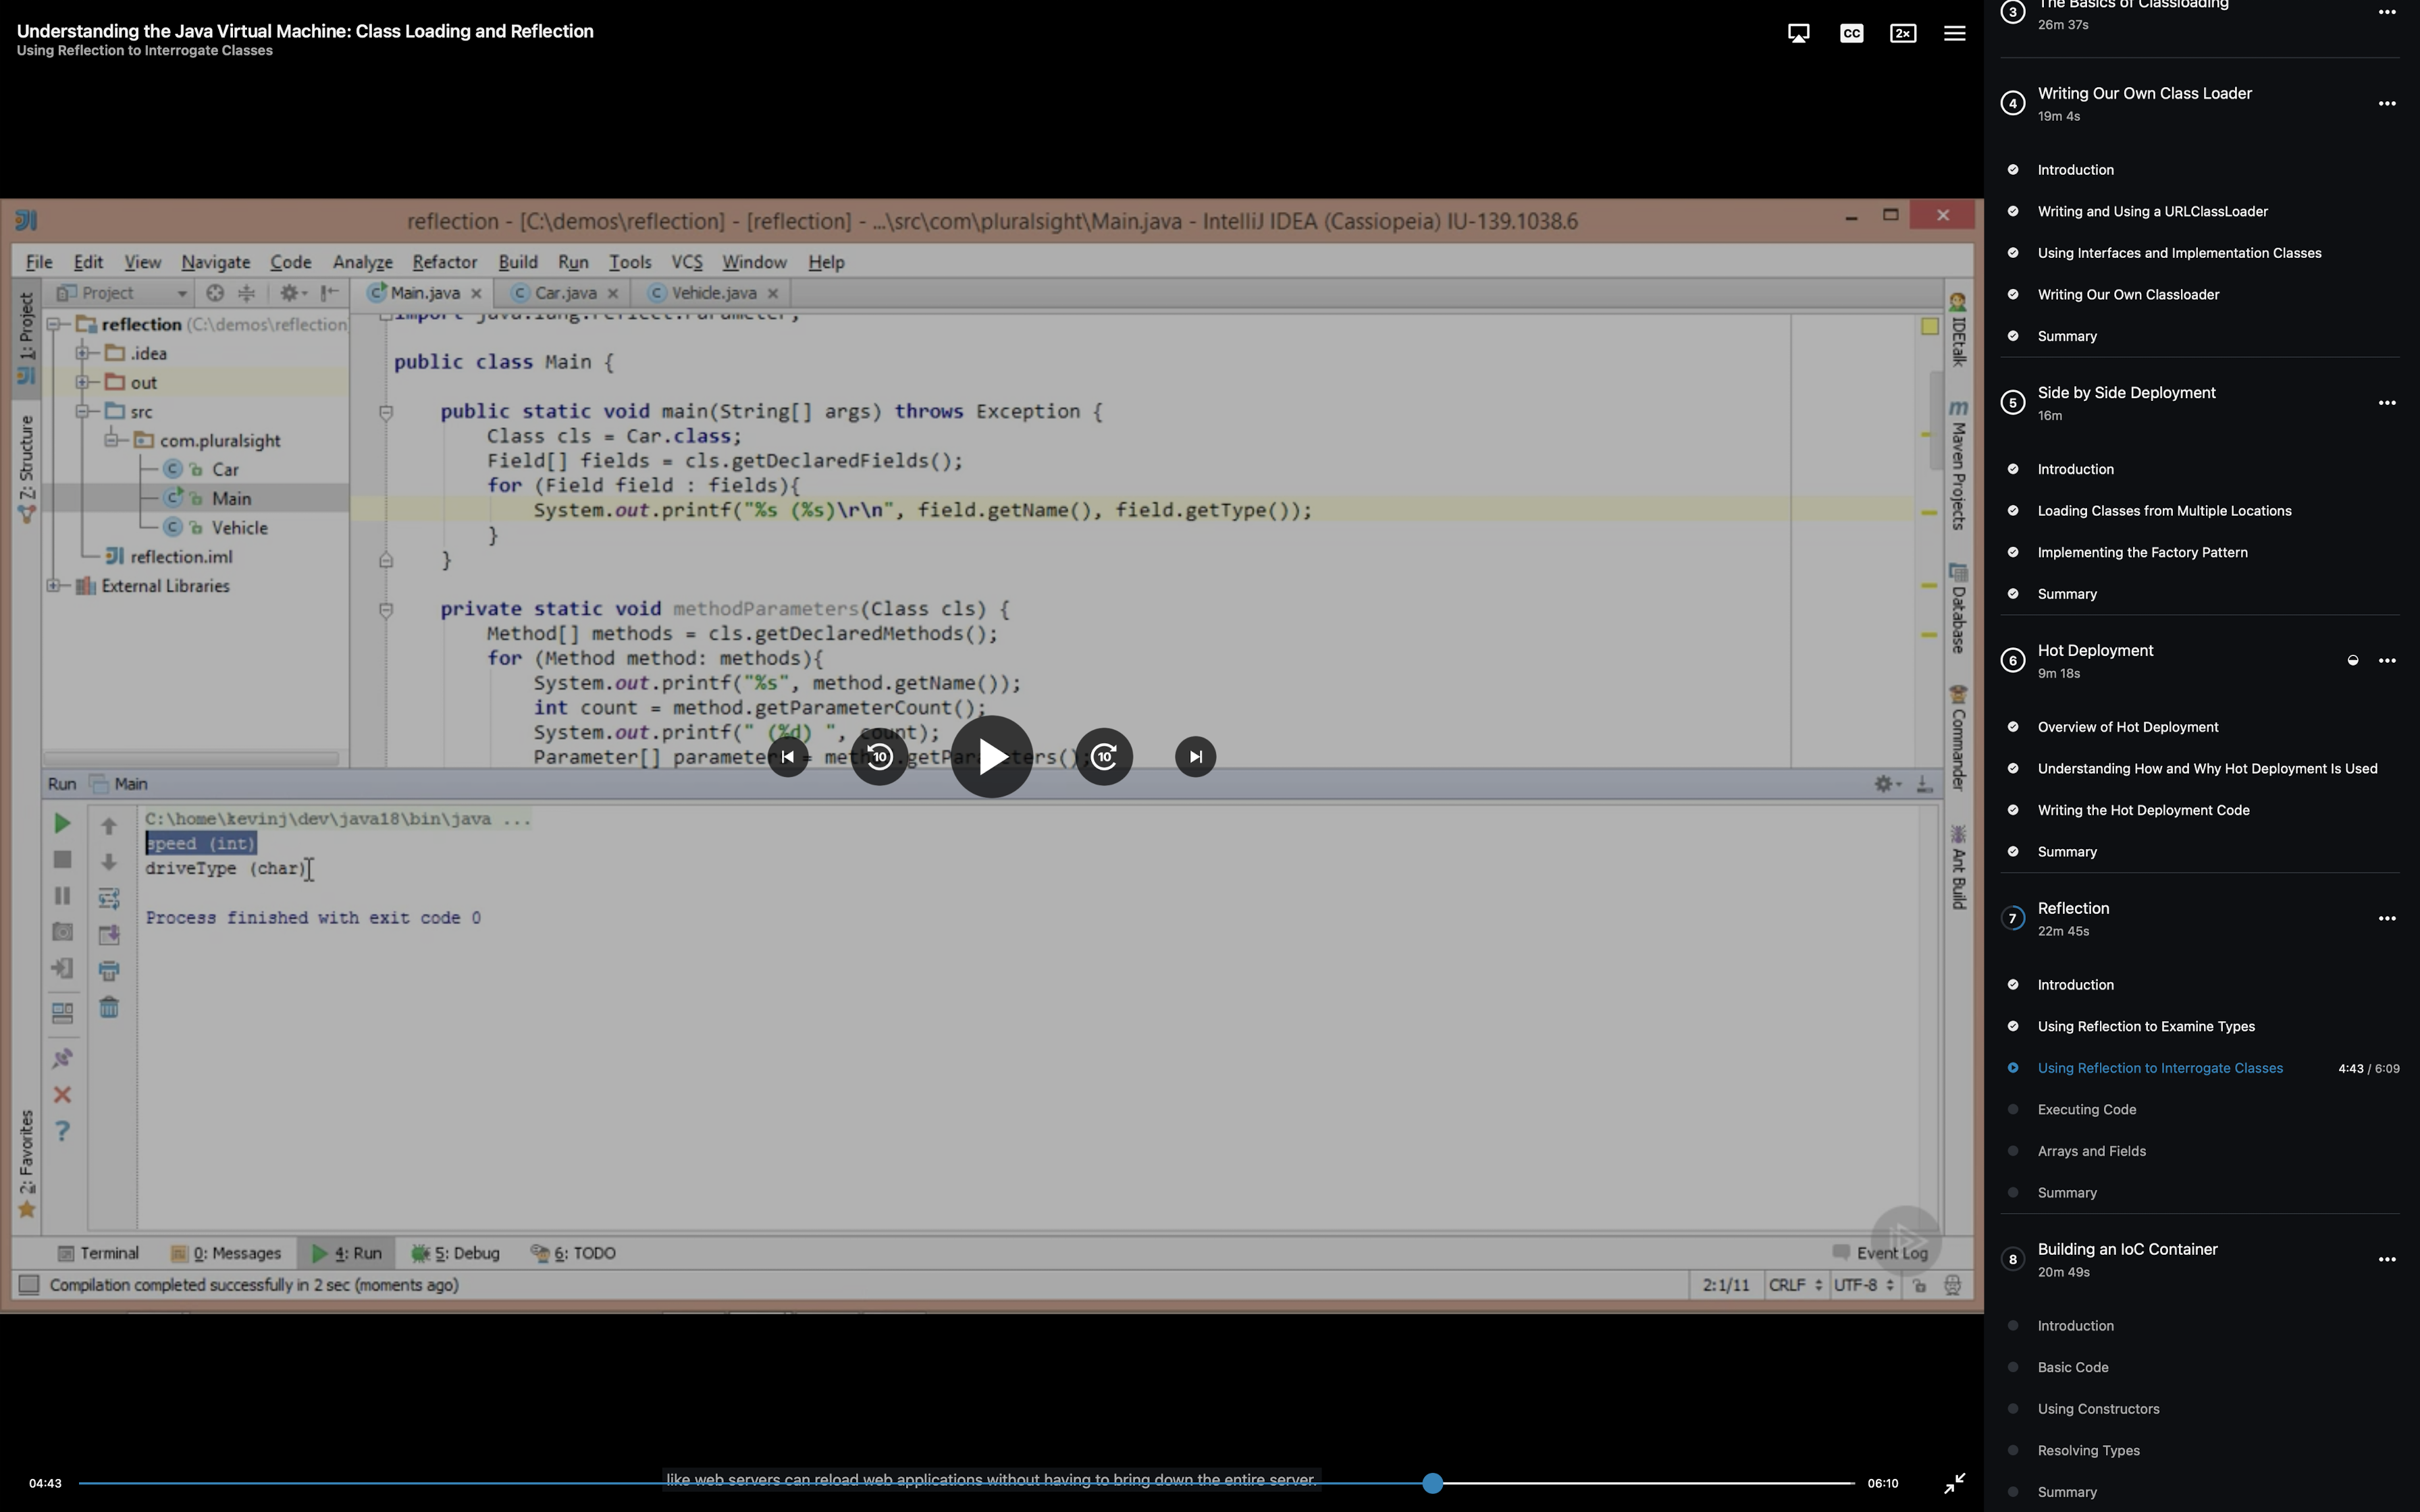 Understanding the Java Virtual Machine: Class Loading and Reflection
Using Reflection to Interrogate Classes
CC
2x
reflection - [C:\demos\reflection] - [reflection] - ...\src\com\pluralsight\Main.java - IntelliJ IDEA (Cassiopeia) IU-139.1038.6
File Edit View Navigate Code Analyze Refactor Build Run Tools VCS Window Help
Project
Main.java
Car.java
Vehicle.java
1: Project
Z: Structure
2: Favorites
reflection (C:\demos\reflection
.idea
out
src
com.pluralsight
Car
Main
Vehicle
reflection.iml
External Libraries
import java.lang.reflect.Parameter;
public class Main {
public static void main(String[] args) throws Exception {
Class cls = Car.class;
Field[] fields = cls.getDeclaredFields();
for (Field field : fields){
System.out.printf("%s (%s)\r\n", field.getName(), field.getType());
}
}
private static void methodParameters(Class cls) {
Method[] methods = cls.getDeclaredMethods();
for (Method method: methods){
System.out.printf("%s", method.getName());
int count = method.getParameterCount();
System.out.printf(" (%d) ", count);
Parameter[] parameter = method.getParameters();
10
10
IDEtalk
Maven Projects
Database
Commander
Ant Build
Run Main
C:\home\kevinj\dev\java18\bin\java ...
speed (int)
driveType (char)
Process finished with exit code 0
Terminal
0: Messages
4: Run
5: Debug
6: TODO
Event Log
Compilation completed successfully in 2 sec (moments ago)
2:1/11
CRLF
UTF-8
04:43
like web servers can reload web applications without having to bring down the entire server.
06:10
3
The Basics of Classloading
26m 37s
4
Writing Our Own Class Loader
19m 4s
Introduction
Writing and Using a URLClassLoader
Using Interfaces and Implementation Classes
Writing Our Own Classloader
Summary
5
Side by Side Deployment
16m
Introduction
Loading Classes from Multiple Locations
Implementing the Factory Pattern
Summary
6
Hot Deployment
9m 18s
Overview of Hot Deployment
Understanding How and Why Hot Deployment Is Used
Writing the Hot Deployment Code
Summary
7
Reflection
22m 45s
Introduction
Using Reflection to Examine Types
Using Reflection to Interrogate Classes 4:43 / 6:09
Executing Code
Arrays and Fields
Summary
8
Building an IoC Container
20m 49s
Introduction
Basic Code
Using Constructors
Resolving Types
Summary